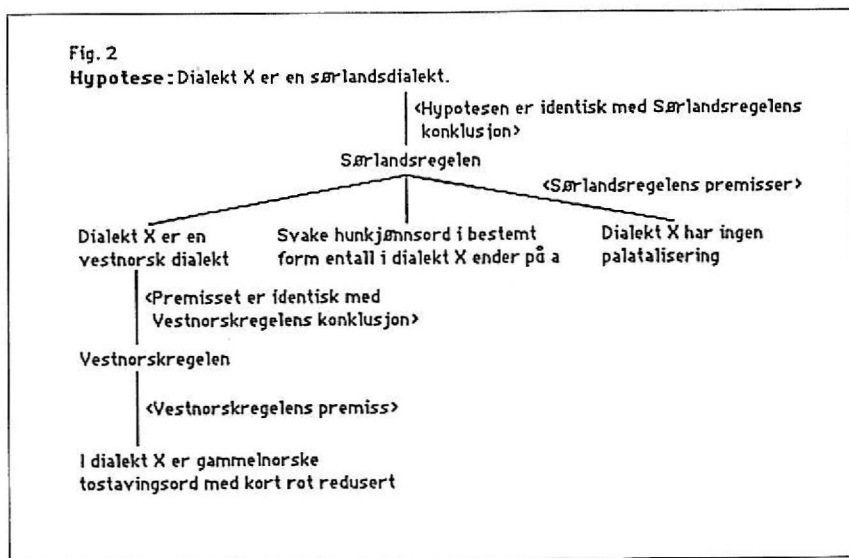 Fig. 2
Hypotese: Dialekt X er en sørlandsdialekt.
<Hypotesen er identisk med Sørlandsregelens
konklusjon>
Sørlandsregelen
<Sørlandsregelens premisser>
Dialekt X er en
vestnorsk dialekt
Svake hunkjønnsord i bestemt
form entall i dialekt X ender på a
Dialekt X har ingen
palatalisering
<Premisset er identisk med
Vestnorskregelens konklusjon>
Vestnorskregelen
<Vestnorskregelens premiss>
I dialekt X er gammelnorske
tostavingsord med kort rot redusert